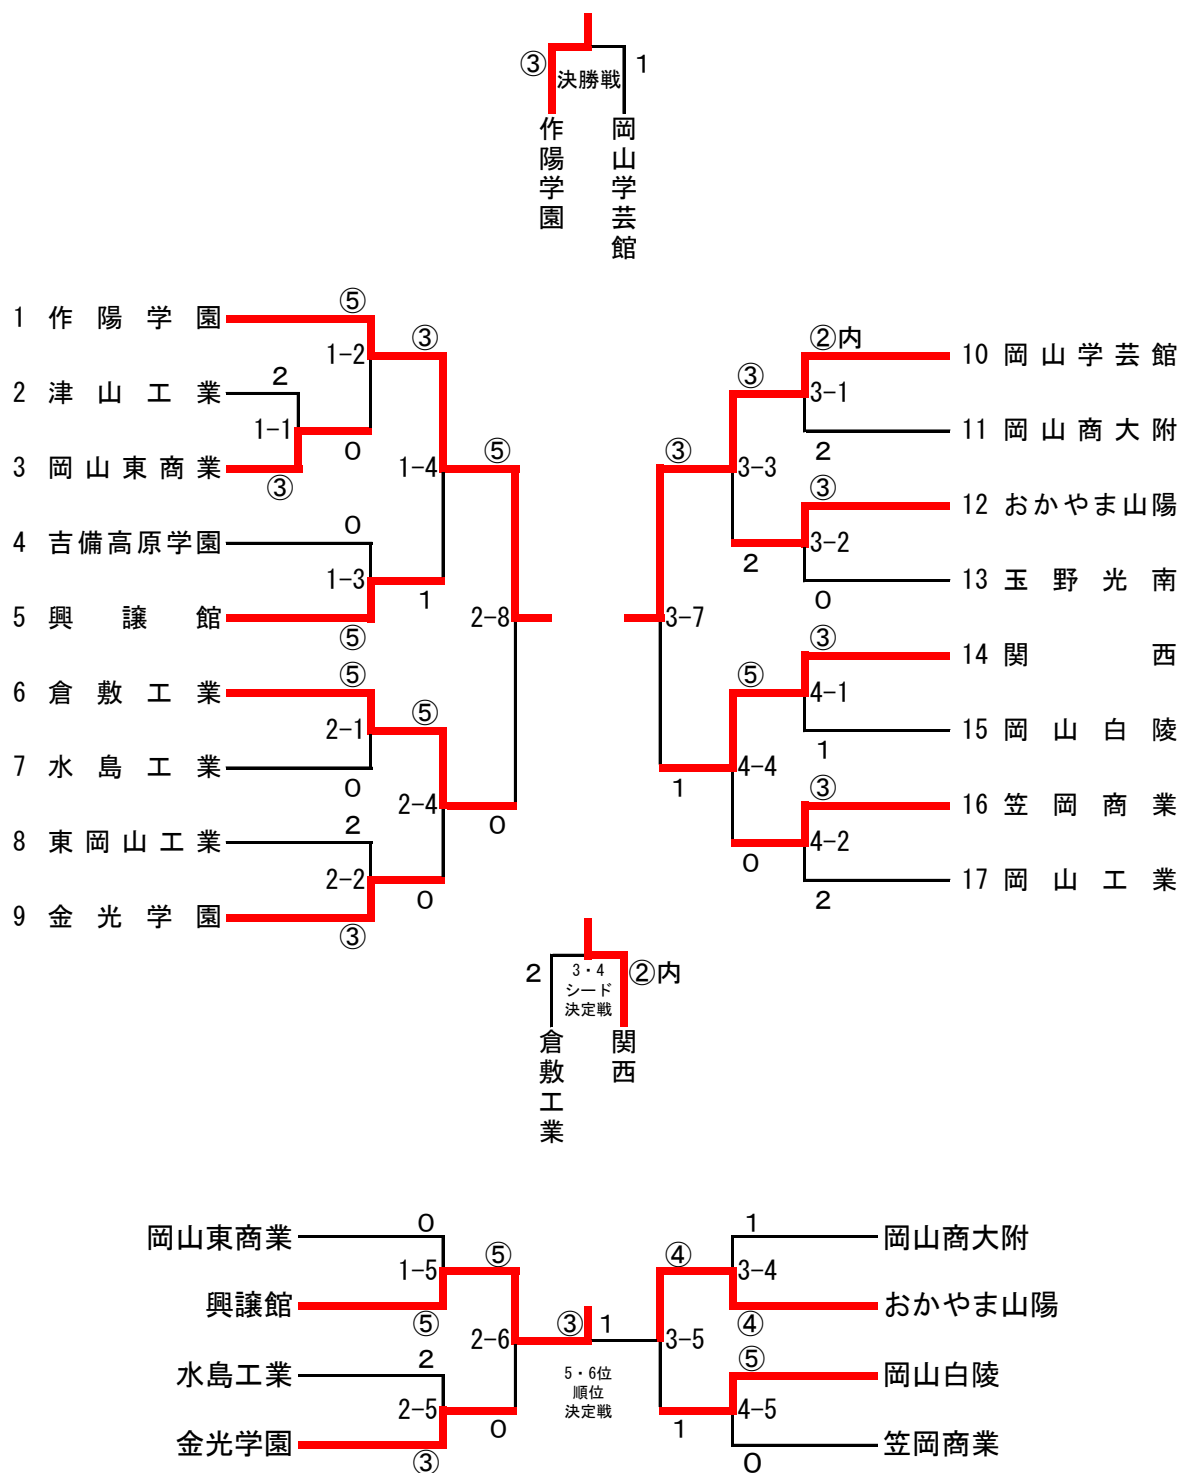 ③ 1
決勝戦
作陽学園
岡山学芸館
1 作陽学園
2 津山工業
3 岡山東商業
4 吉備高原学園
5 興譲館
6 倉敷工業
7 水島工業
8 東岡山工業
9 金光学園
⑤
1-2
2
1-1
③
0
③
1-4
0
1-3
⑤
1
⑤
2-8
⑤
2-1
0
⑤
2-4
2
2-2
③
0
0
10 岡山学芸館
11 岡山商大附
12 おかやま山陽
13 玉野光南
14 関西
15 岡山白陵
16 笠岡商業
17 岡山工業
②内
3-1
2
③
3-3
③
3-2
0
2
③
3-7
③
4-1
1
⑤
4-4
③
4-2
2
0
1
2
3・4
シード
決定戦
②内
倉敷工業
関西
岡山東商業
興譲館
水島工業
金光学園
0
1-5
⑤
⑤
2-6
2
2-5
③
0
③ 1
5・6位
順位
決定戦
岡山商大附
おかやま山陽
岡山白陵
笠岡商業
1
3-4
④
④
3-5
⑤
4-5
0
1